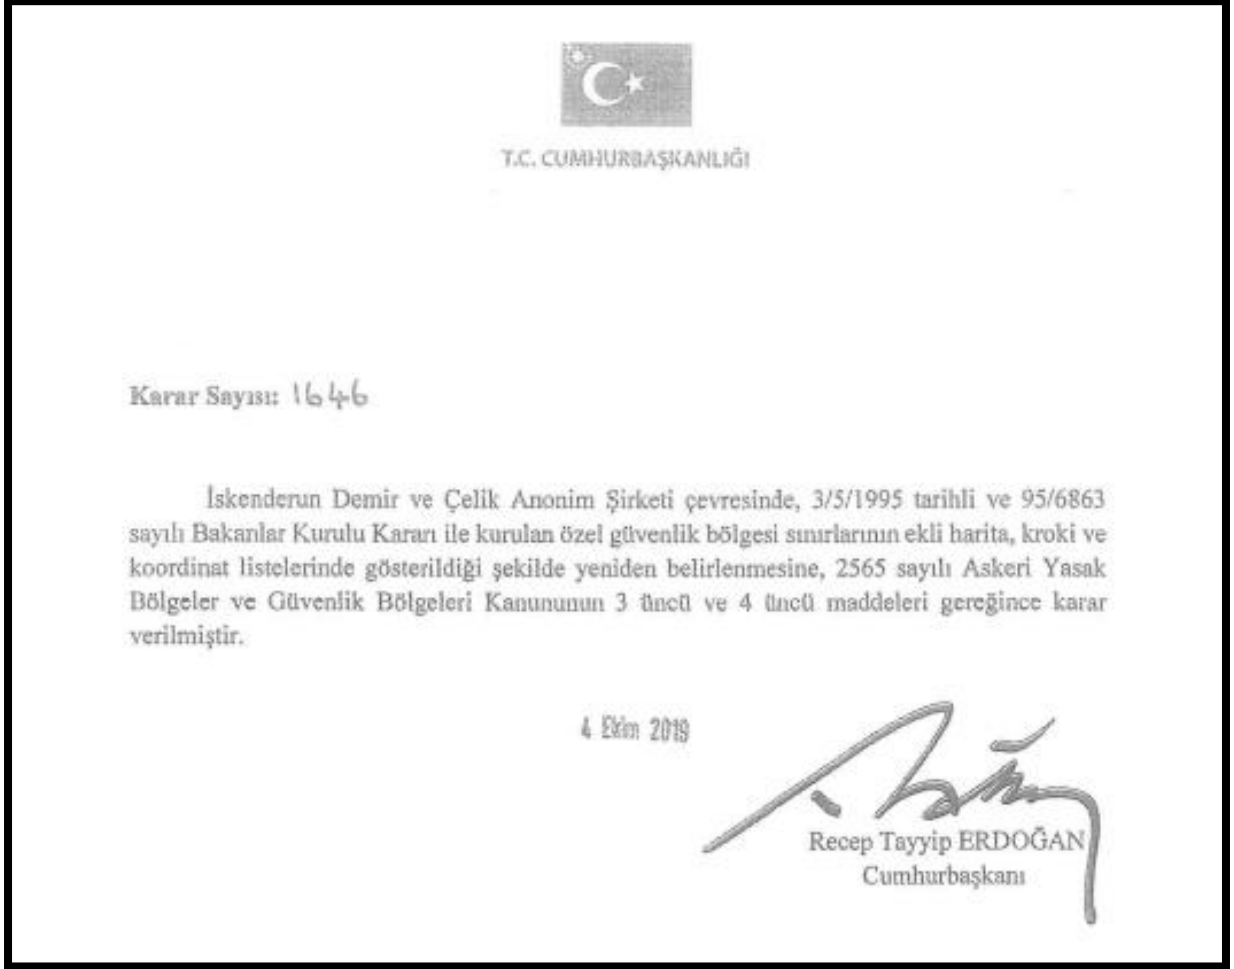 T.C. CUMHURBAŞKANLIĞI
Karar Sayısı: 1646
İskenderun Demir ve Çelik Anonim Şirketi çevresinde, 3/5/1995 tarihli ve 95/6863
sayılı Bakanlar Kurulu Kararı ile kurulan özel güvenlik bölgesi sınırlarının ekli harita, kroki ve
koordinat listelerinde gösterildiği şekilde yeniden belirlenmesine, 2565 sayılı Askeri Yasak
Bölgeler ve Güvenlik Bölgeleri Kanununun 3 üncü ve 4 üncü maddeleri gereğince karar
verilmiştir.
4 Ekim 2019
Recep Tayyip ERDOĞAN
Cumhurbaşkanı